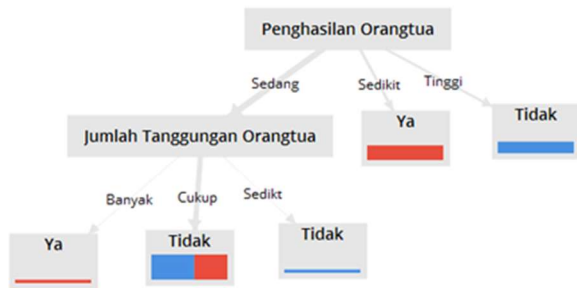 Penghasilan Orangtua
Sedang
Sedikit
Tinggi
Jumlah Tanggungan Orangtua
Ya
Tidak
Banyak
Cukup
Sedikt
Ya
Tidak
Tidak